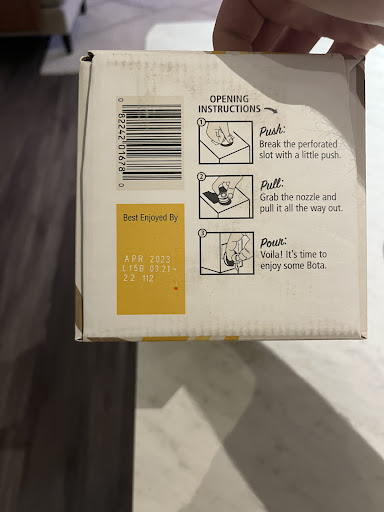 OPENING
INSTRUCTIONS
0 82242 01678 0
1
Push:
Break the perforated
slot with a little push.
2
Pull:
Grab the nozzle and
pull it all the way out.
3
Pour:
Voila! It's time to
enjoy some Bota.
Best Enjoyed By
APR 2023
L15B 03.21-
22 112